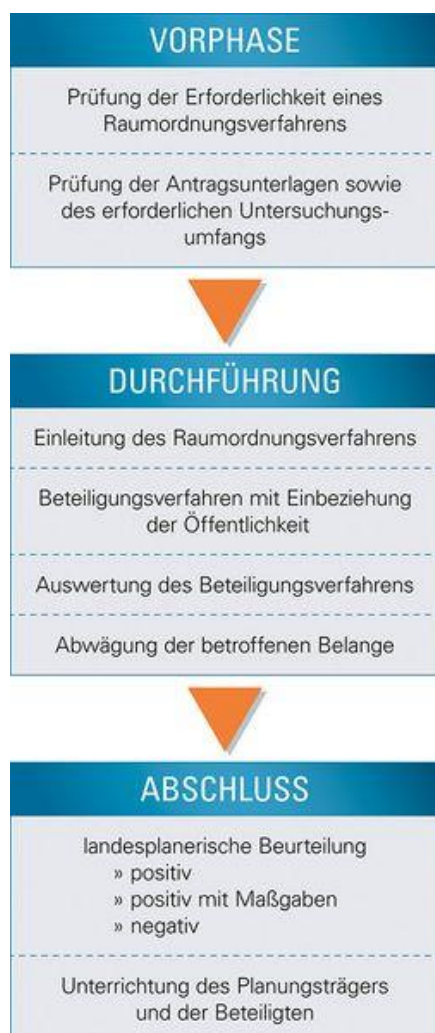 VORPHASE
Prüfung der Erforderlichkeit eines
Raumordnungsverfahrens
Prüfung der Antragsunterlagen sowie
des erforderlichen Untersuchungs-
umfangs
DURCHFÜHRUNG
Einleitung des Raumordnungsverfahrens
Beteiligungsverfahren mit Einbeziehung
der Öffentlichkeit
Auswertung des Beteiligungsverfahrens
Abwägung der betroffenen Belange
ABSCHLUSS
landesplanerische Beurteilung
» positiv
» positiv mit Maßgaben
» negativ
Unterrichtung des Planungsträgers
und der Beteiligten